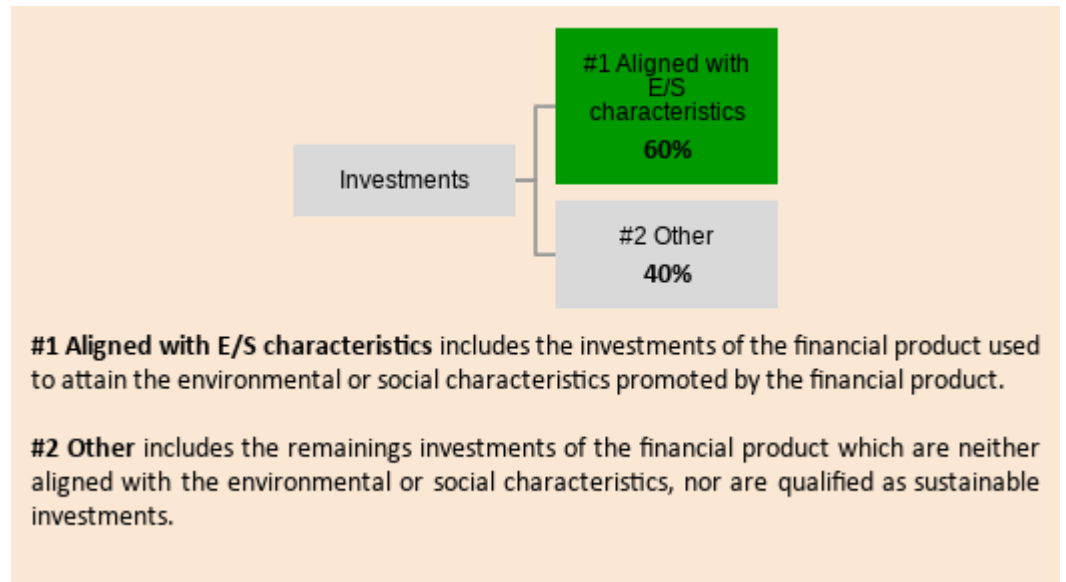 #1 Aligned with
E/S
characteristics
60%
Investments
#2 Other
40%
#1 Aligned with E/S characteristics includes the investments of the financial product used
to attain the environmental or social characteristics promoted by the financial product.
#2 Other includes the remainings investments of the financial product which are neither
aligned with the environmental or social characteristics, nor are qualified as sustainable
investments.